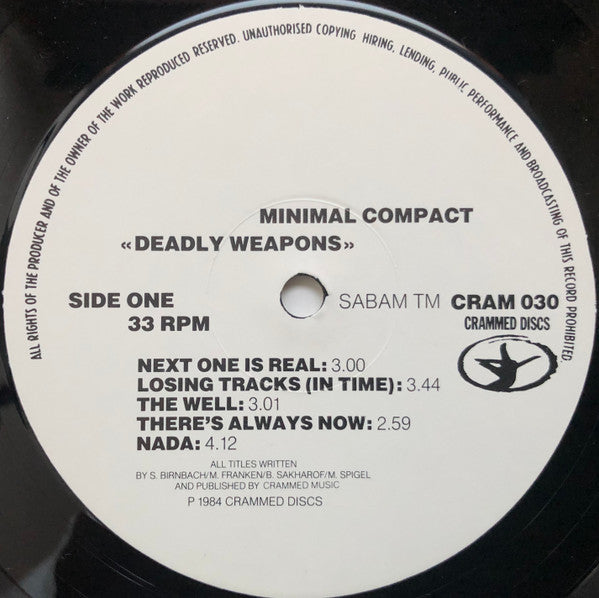 ALL RIGHTS OF THE PRODUCER AND OF THE OWNER OF THE WORK REPRODUCED RESERVED. UNAUTHORISED COPYING HIRING, LENDING, PUBLIC PERFORMANCE AND BROADCASTING OF THIS RECORD PROHIBITED.
MINIMAL COMPACT
«DEADLY WEAPONS»
SIDE ONE
33 RPM
SABAM TM CRAM 030
CRAMMED DISCS
NEXT ONE IS REAL: 3.00
LOSING TRACKS (IN TIME): 3.44
THE WELL: 3.01
THERE'S ALWAYS NOW: 2.59
NADA: 4.12
ALL TITLES WRITTEN
BY S. BIRNBACH/M. FRANKEN/B. SAKHAROF/M. SPIGEL
AND PUBLISHED BY CRAMMED MUSIC
P 1984 CRAMMED DISCS